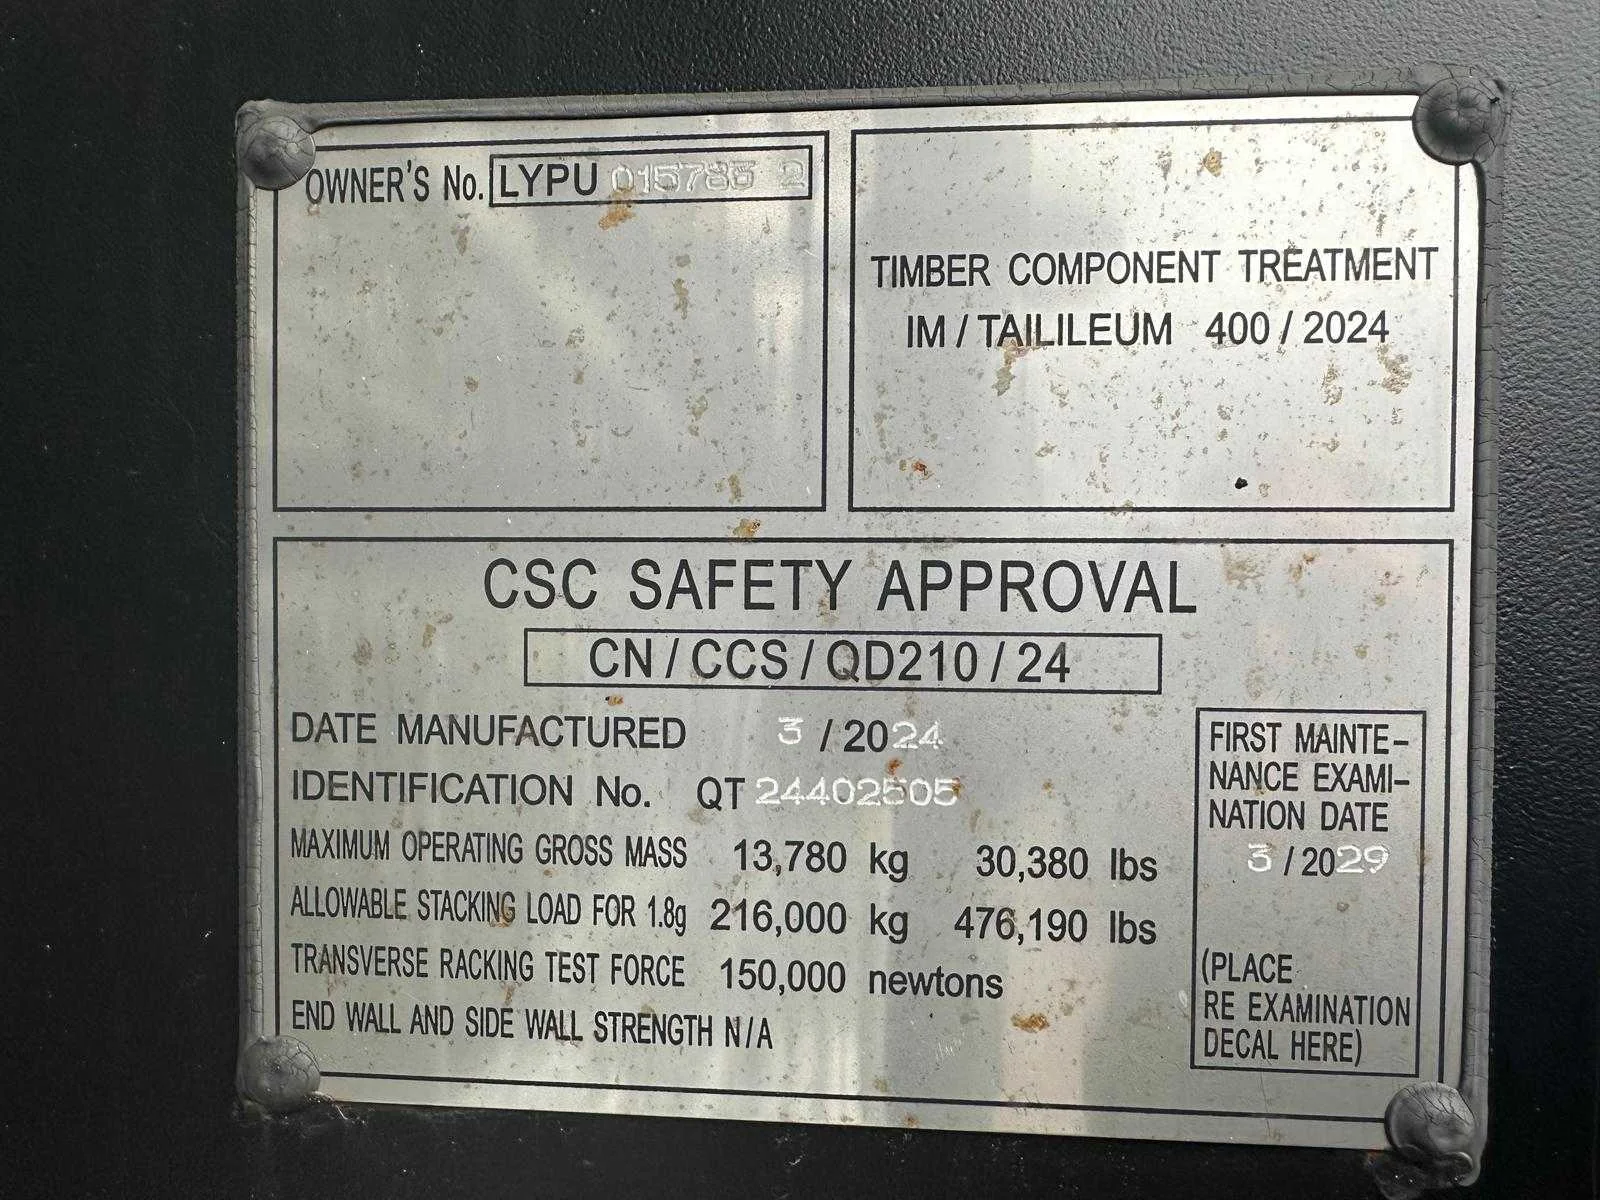 OWNER'S No. LYPU 015783 2
TIMBER COMPONENT TREATMENT
IM / TAILILEUM 400 / 2024
CSC SAFETY APPROVAL
CN / CCS / QD210 / 24
DATE MANUFACTURED 3 / 2024
IDENTIFICATION No. QT 24402505
MAXIMUM OPERATING GROSS MASS 13,780 kg 30,380 lbs
ALLOWABLE STACKING LOAD FOR 1.8g 216,000 kg 476,190 lbs
TRANSVERSE RACKING TEST FORCE 150,000 newtons
END WALL AND SIDE WALL STRENGTH N/A
FIRST MAINTE-
NANCE EXAMI-
NATION DATE
3 / 2029
(PLACE
RE EXAMINATION
DECAL HERE)